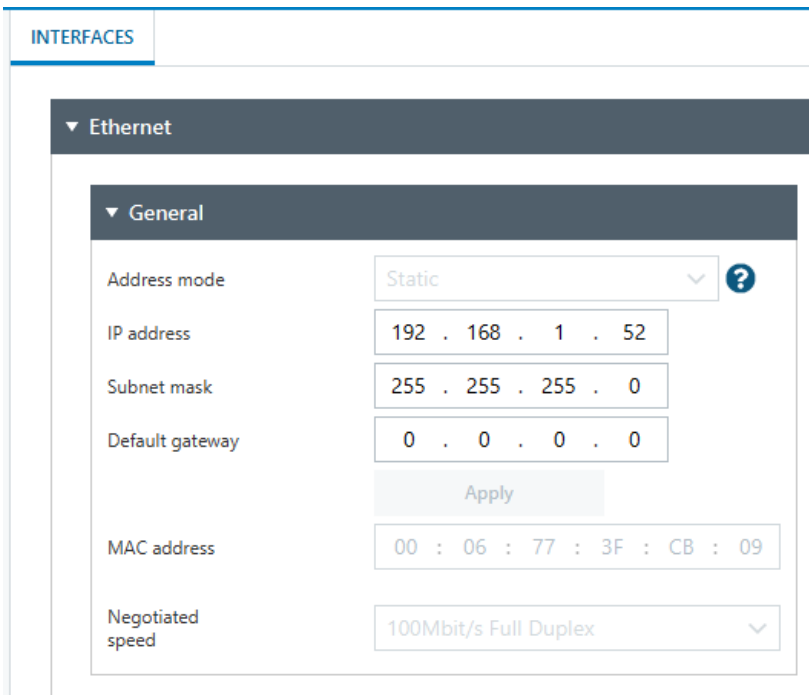 INTERFACES
Ethernet
General
Address mode Static ?
IP address 192 . 168 . 1 . 52
Subnet mask 255 . 255 . 255 . 0
Default gateway 0 . 0 . 0 . 0
Apply
MAC address 00 : 06 : 77 : 3F : CB : 09
Negotiated
speed
100Mbit/s Full Duplex